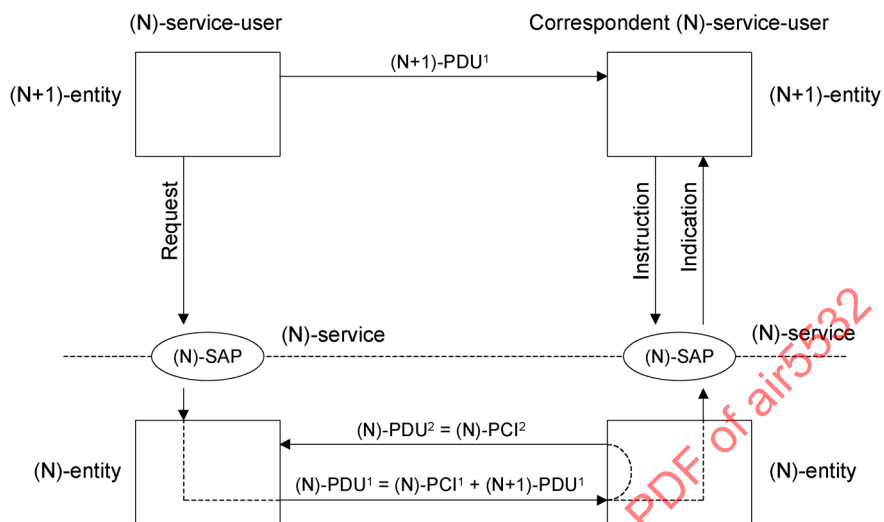 (N)-service-user
Correspondent (N)-service-user
(N+1)-PDU¹
(N+1)-entity
(N+1)-entity
Request
Instruction
Indication
(N)-service
(N)-service
(N)-SAP
(N)-SAP
(N)-PDU² = (N)-PCI²
(N)-entity
(N)-entity
(N)-PDU¹ = (N)-PCI¹ + (N+1)-PDU¹
PDF of air5532